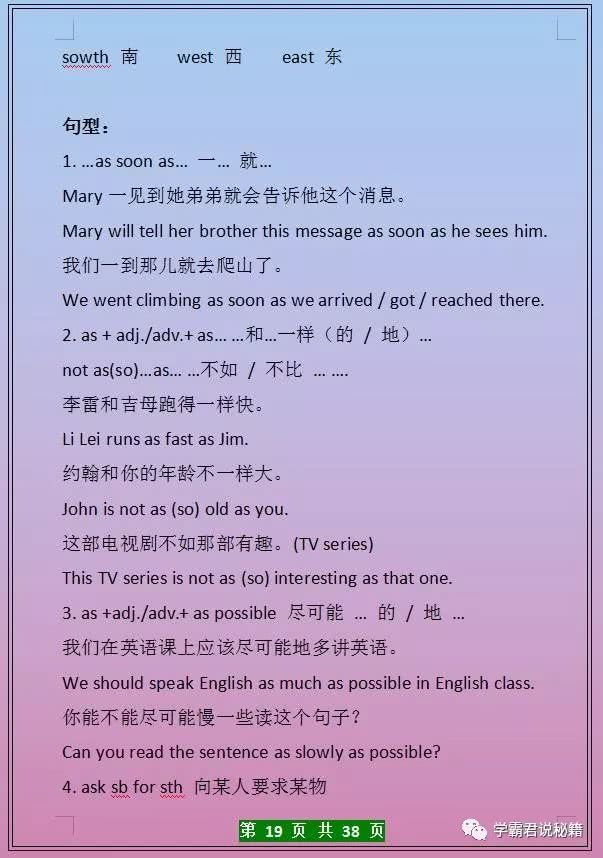 sowth 南 west 西 east 东
句型：
1. …as soon as… 一… 就…
Mary 一见到她弟弟就会告诉他这个消息。
Mary will tell her brother this message as soon as he sees him.
我们一到那儿就去爬山了。
We went climbing as soon as we arrived / got / reached there.
2. as + adj./adv.+ as… …和…一样（的 / 地）…
not as(so)…as… …不如 / 不比 … ….
李雷和吉母跑得一样快。
Li Lei runs as fast as Jim.
约翰和你的年龄不一样大。
John is not as (so) old as you.
这部电视剧不如那部有趣。(TV series)
This TV series is not as (so) interesting as that one.
3. as +adj./adv.+ as possible 尽可能 … 的 / 地 …
我们在英语课上应该尽可能地多讲英语。
We should speak English as much as possible in English class.
你能不能尽可能慢一些读这个句子？
Can you read the sentence as slowly as possible?
4. ask sb for sth 向某人要求某物
第 19 页 共 38 页
学霸君说秘籍